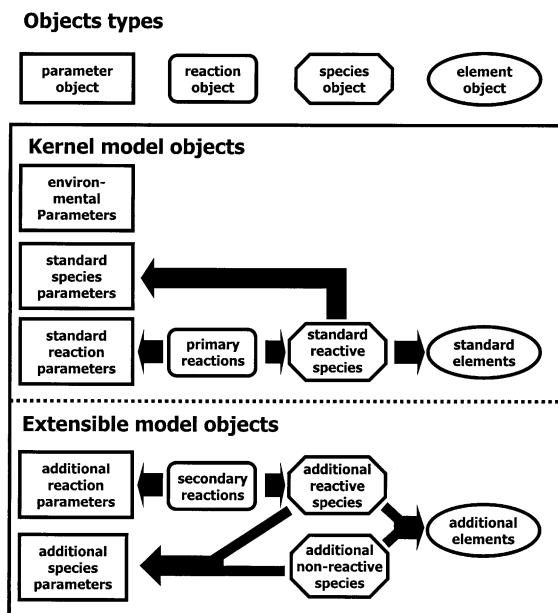 Objects types
parameter
object
reaction
object
species
object
element
object
Kernel model objects
environ-
mental
Parameters
standard
species
parameters
standard
reaction
parameters
primary
reactions
standard
reactive
species
standard
elements
Extensible model objects
additional
reaction
parameters
secondary
reactions
additional
reactive
species
additional
elements
additional
species
parameters
additional
non-reactive
species